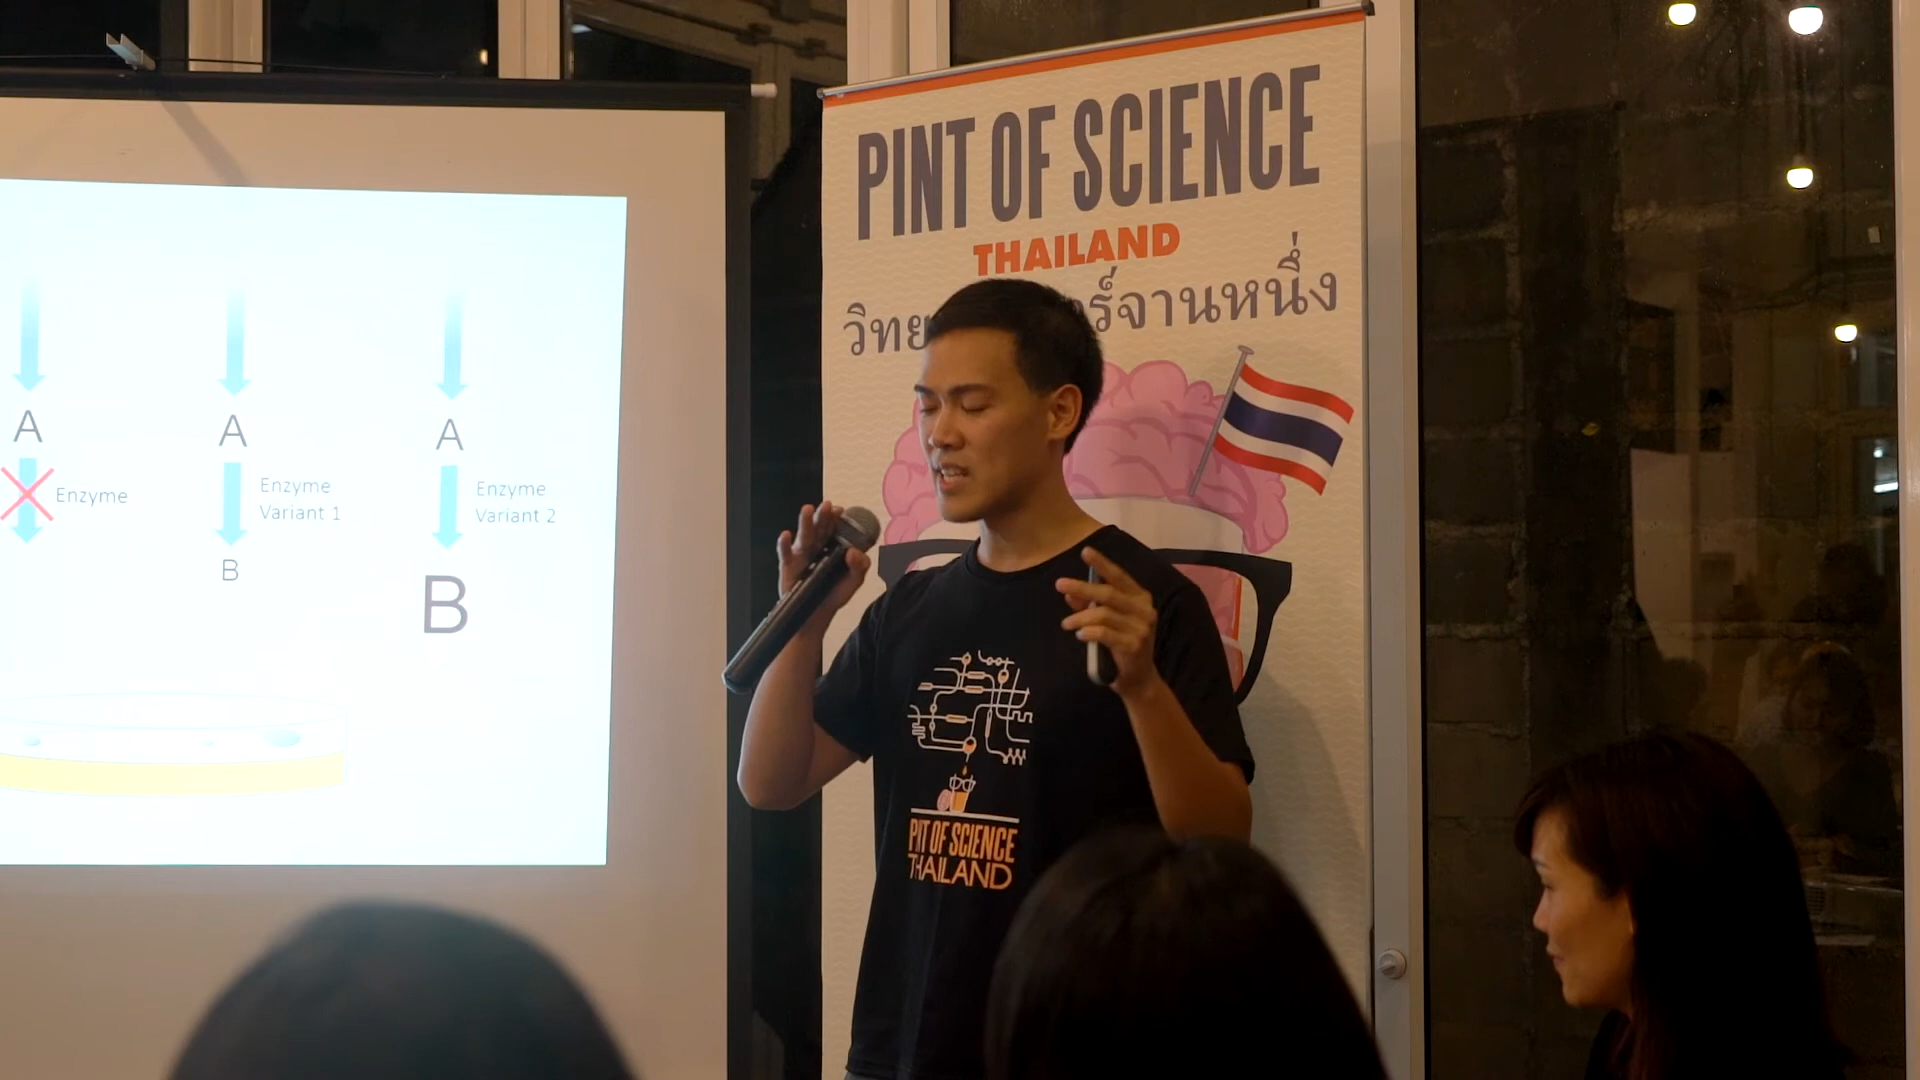 PINT OF SCIENCE
THAILAND
วิทย ร์จานหนึ่ง
A
A
A
Enzyme
Enzyme
Variant 1
Enzyme
Variant 2
B
B
OF SCIENCE
THAILAND